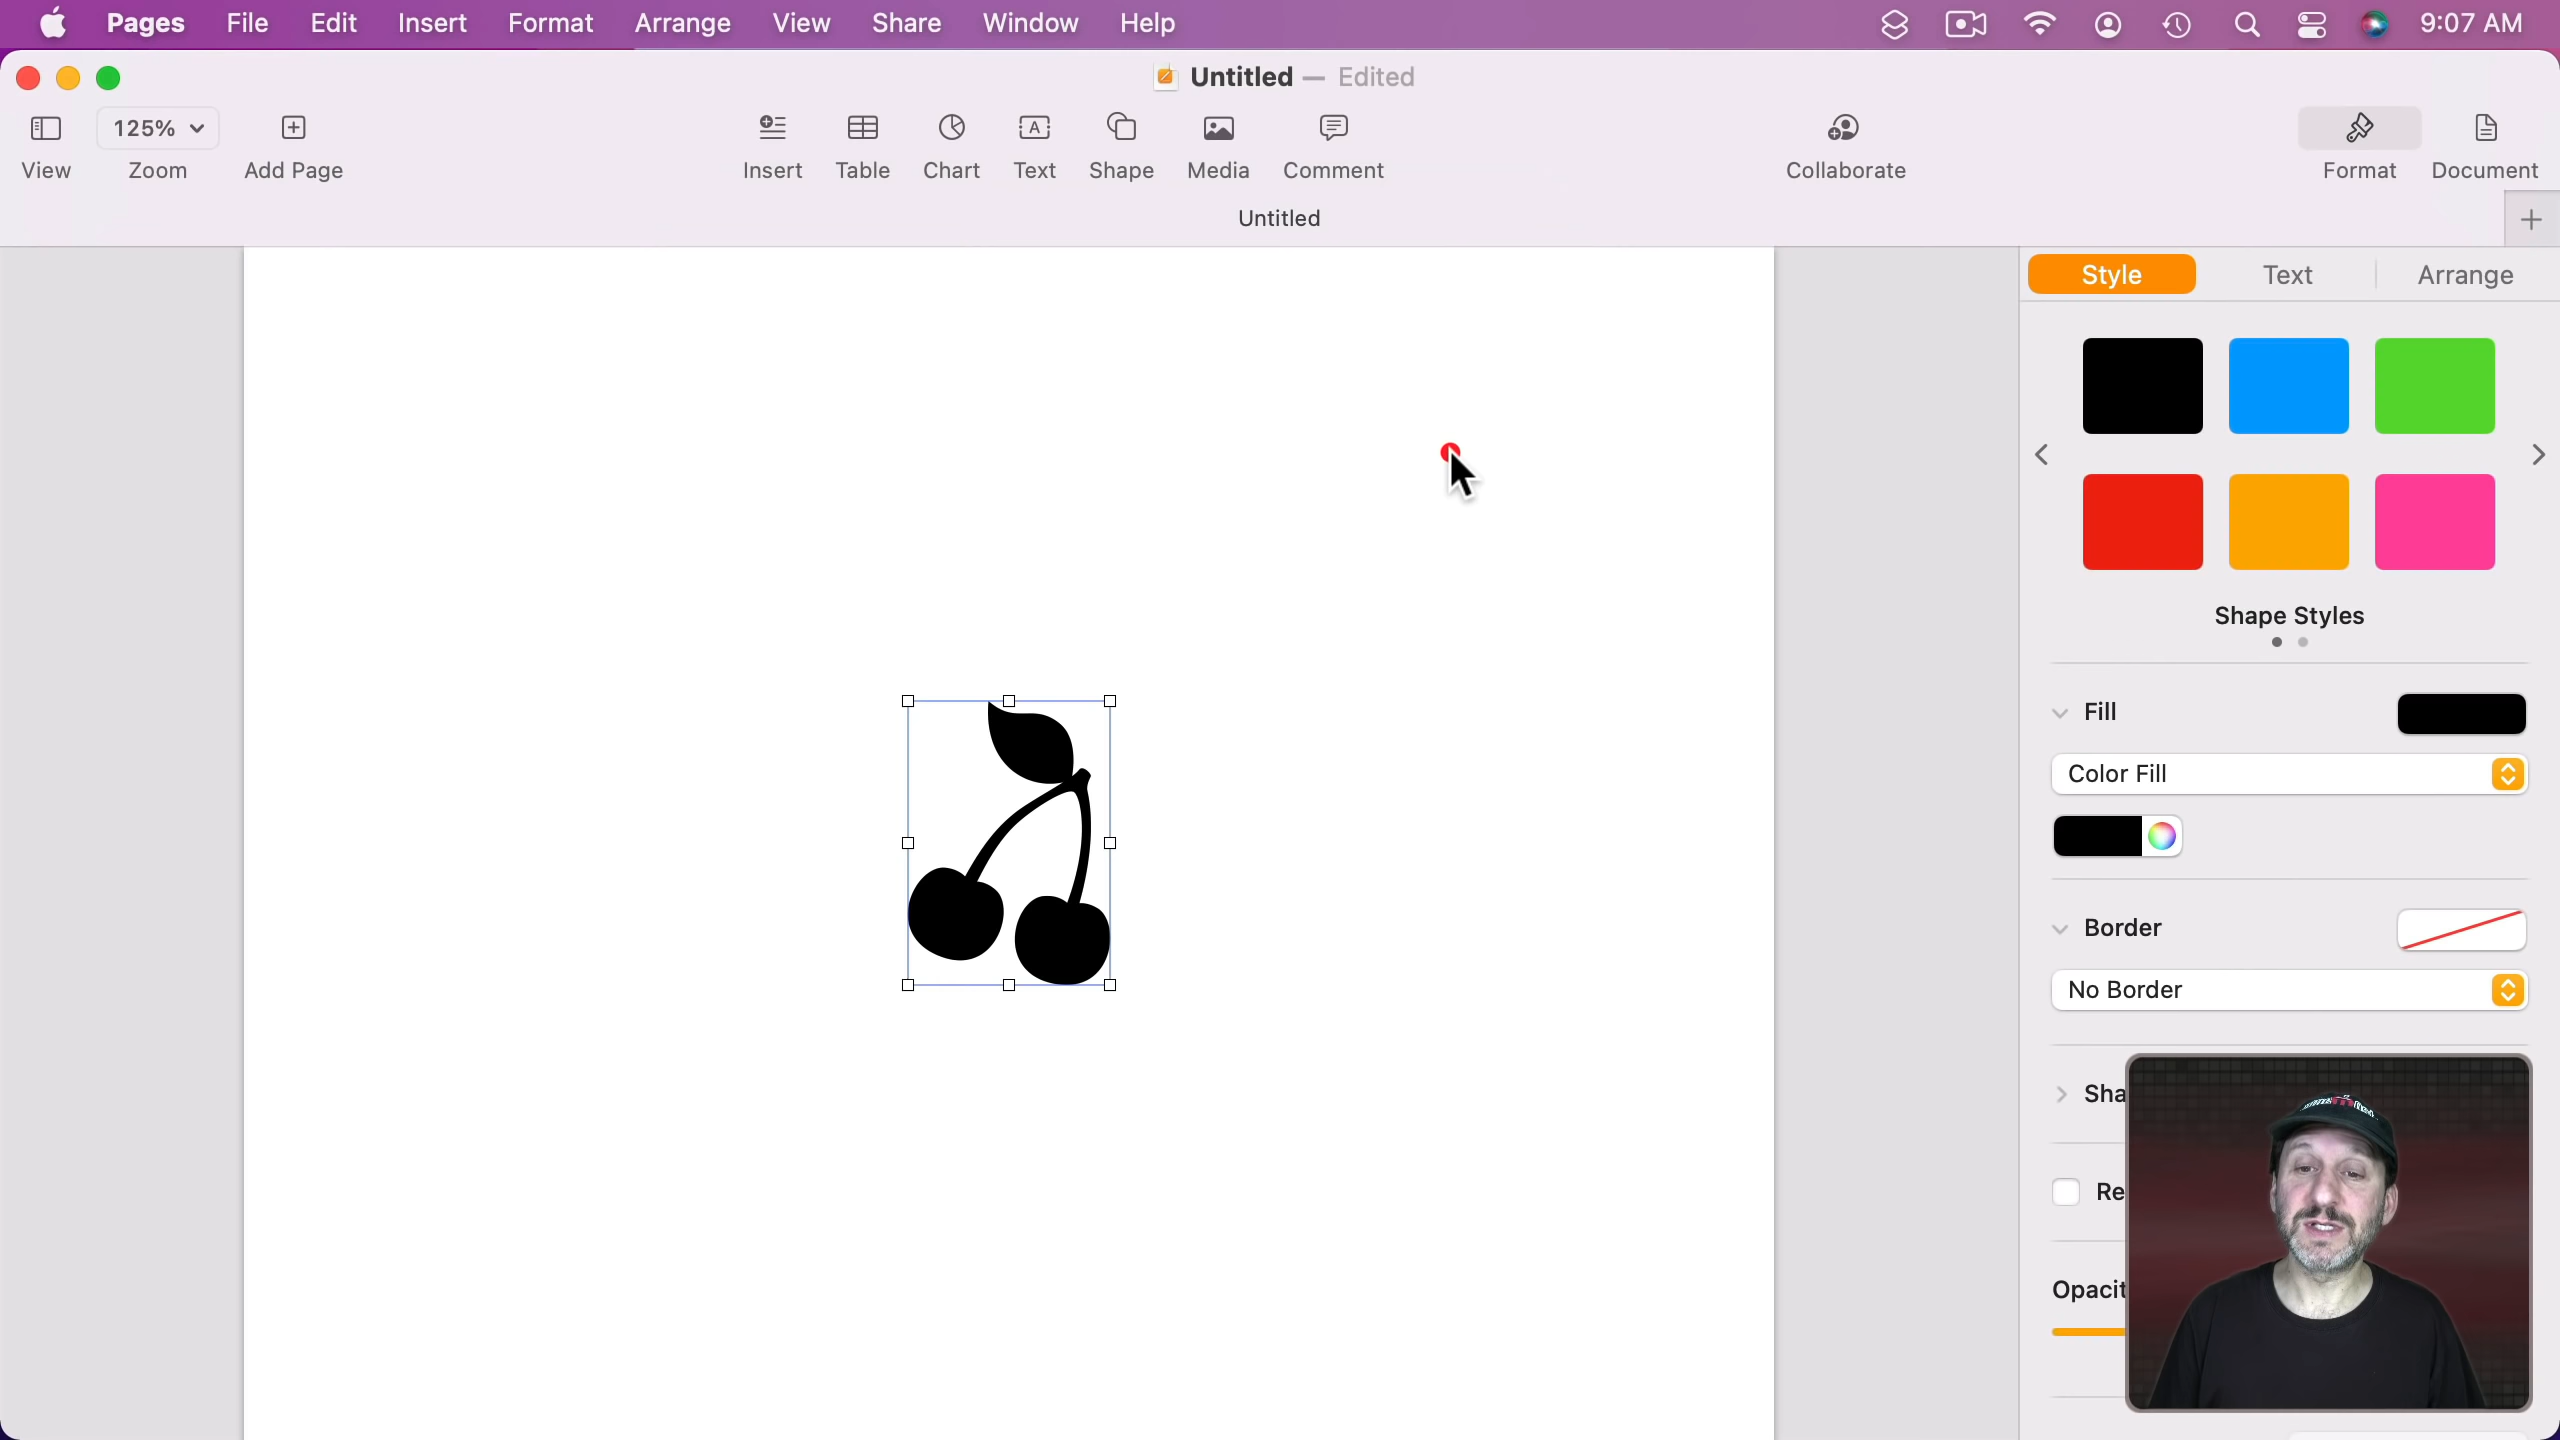 Pages File Edit Insert Format Arrange View Share Window Help 9:07 AM
Untitled — Edited
125%
View Zoom Add Page Insert Table Chart Text Shape Media Comment Collaborate Format Document
Untitled
Style Text Arrange
Shape Styles
Fill
Color Fill
Border
No Border
Sha
Re
Opacit